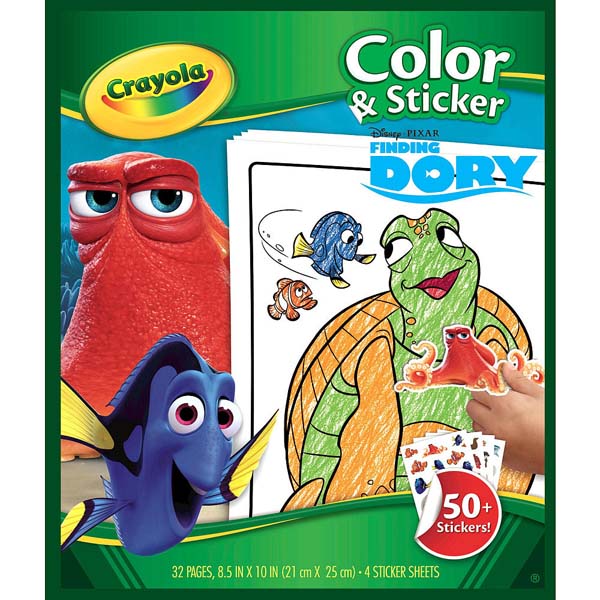 Crayola
Color
& Sticker
Disney · PIXAR
FINDING
DORY
50+
Stickers!
32 PAGES, 8.5 IN X 10 IN (21 cm X 25 cm) • 4 STICKER SHEETS
®